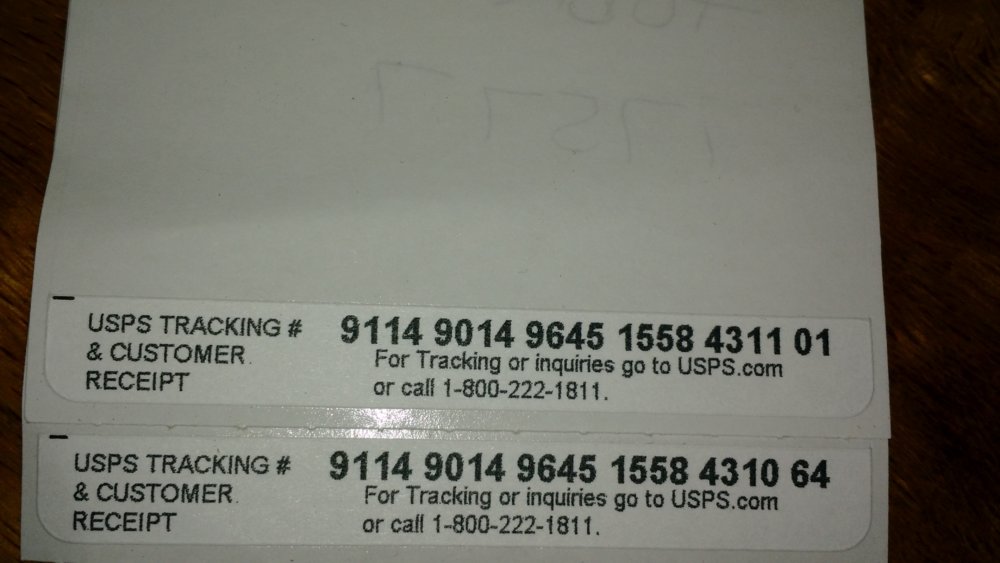 USPS TRACKING # 9114 9014 9645 1558 4311 01
& CUSTOMER For Tracking or inquiries go to USPS.com
RECEIPT or call 1-800-222-1811.
USPS TRACKING # 9114 9014 9645 1558 4310 64
& CUSTOMER For Tracking or inquiries go to USPS.com
RECEIPT or call 1-800-222-1811.